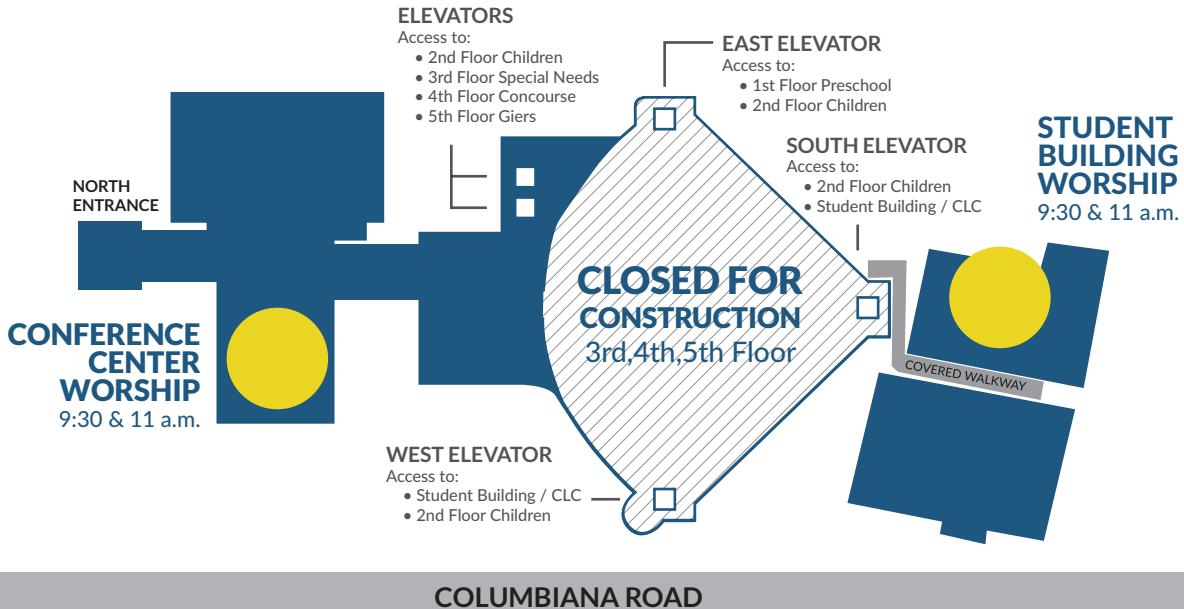 ELEVATORS
Access to:
• 2nd Floor Children
• 3rd Floor Special Needs
• 4th Floor Concourse
• 5th Floor Giers
EAST ELEVATOR
Access to:
• 1st Floor Preschool
• 2nd Floor Children
SOUTH ELEVATOR
Access to:
• 2nd Floor Children
• Student Building / CLC
STUDENT
BUILDING
WORSHIP
9:30 & 11 a.m.
NORTH
ENTRANCE
CLOSED FOR
CONSTRUCTION
3rd,4th,5th Floor
CONFERENCE
CENTER
WORSHIP
9:30 & 11 a.m.
COVERED WALKWAY
WEST ELEVATOR
Access to:
• Student Building / CLC
• 2nd Floor Children
COLUMBIANA ROAD